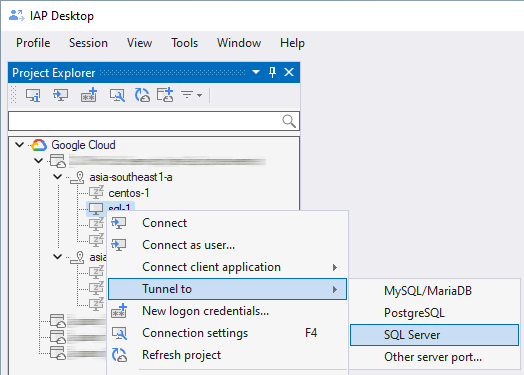 IAP Desktop
Profile Session View Tools Window Help
Project Explorer
Google Cloud
asia-southeast1-a
centos-1
sql-1
Connect
Connect as user...
Connect client application
asia
Tunnel to
MySQL/MariaDB
New logon credentials...
PostgreSQL
Connection settings F4
SQL Server
Refresh project
Other server port...